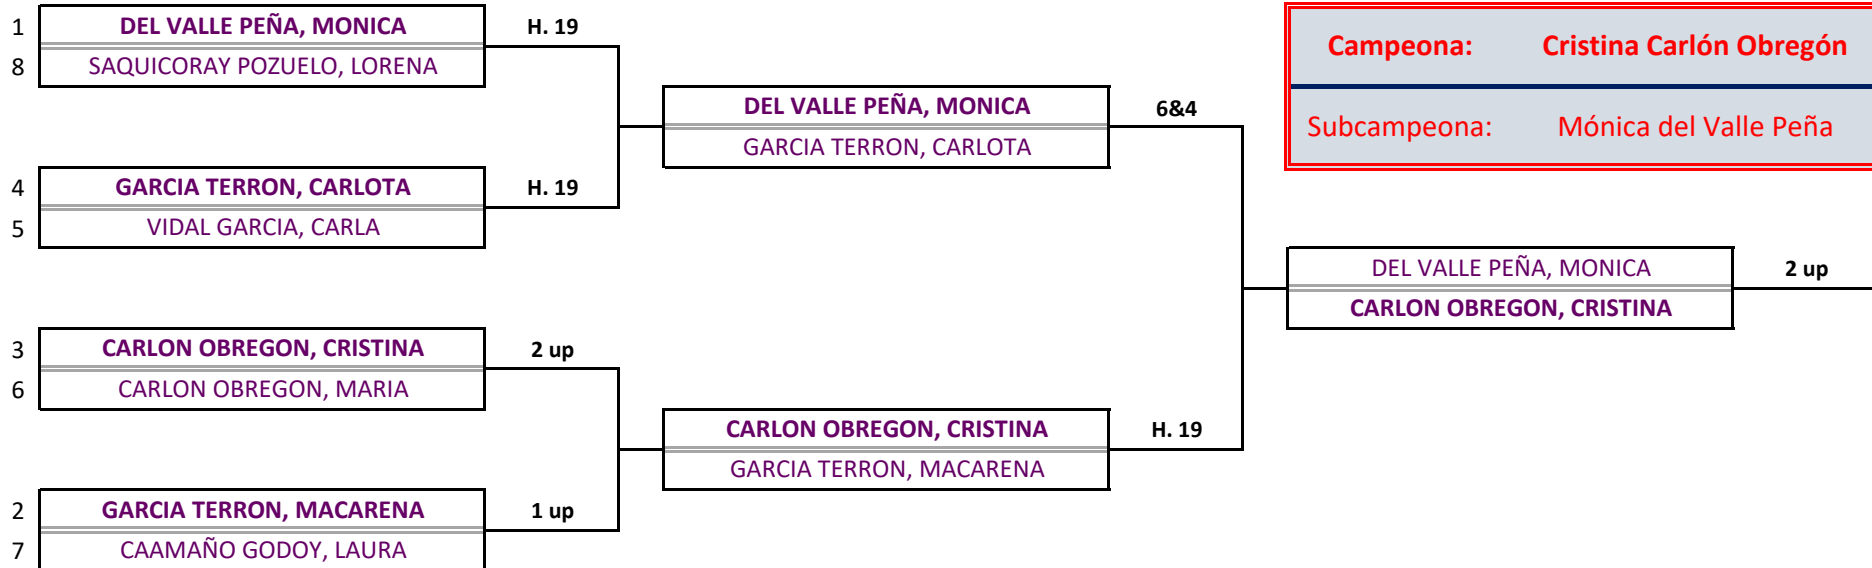 1 DEL VALLE PEÑA, MONICA H. 19
8 SAQUICORAY POZUELO, LORENA
Campeona: Cristina Carlón Obregón
DEL VALLE PEÑA, MONICA 6&4
GARCIA TERRON, CARLOTA
Subcampeona: Mónica del Valle Peña
4 GARCIA TERRON, CARLOTA H. 19
5 VIDAL GARCIA, CARLA
DEL VALLE PEÑA, MONICA 2 up
CARLON OBREGON, CRISTINA
3 CARLON OBREGON, CRISTINA 2 up
6 CARLON OBREGON, MARIA
CARLON OBREGON, CRISTINA H. 19
GARCIA TERRON, MACARENA
2 GARCIA TERRON, MACARENA 1 up
7 CAAMAÑO GODOY, LAURA